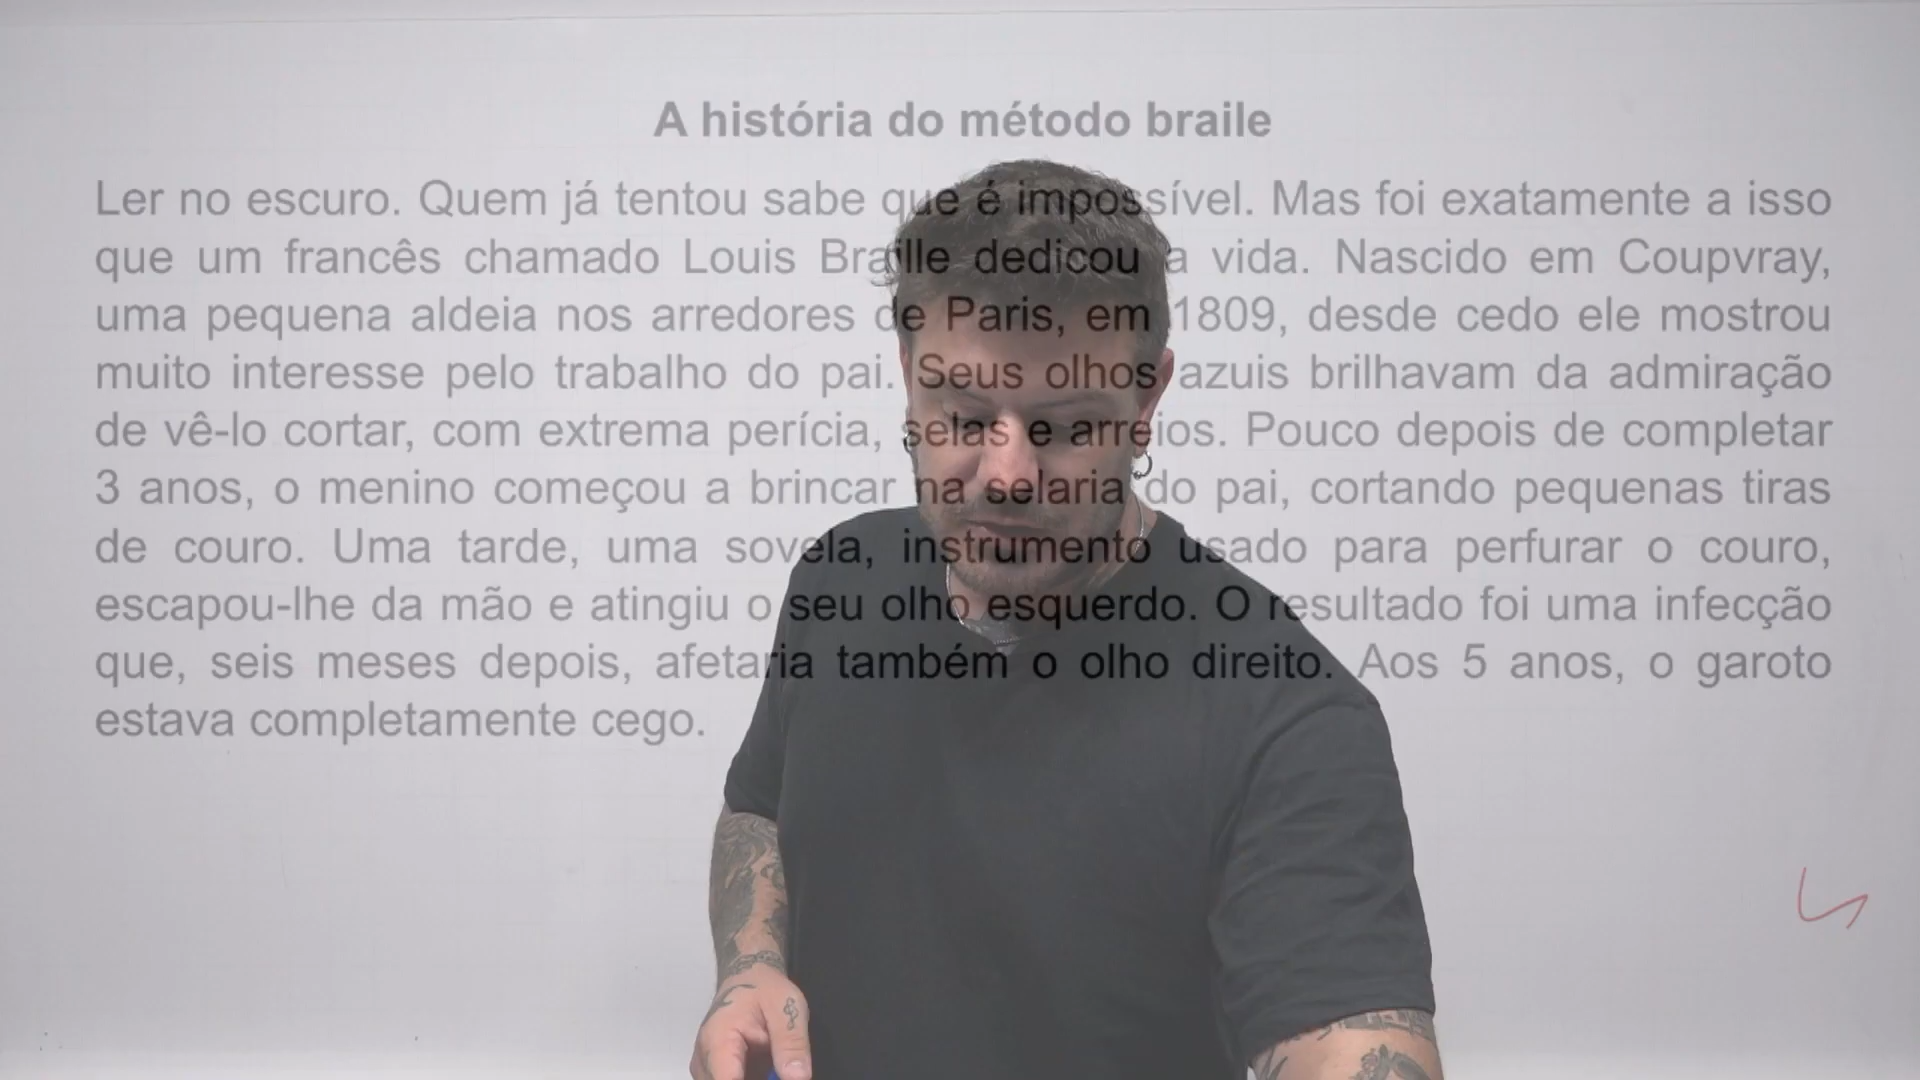 A história do método braile
Ler no escuro. Quem já tentou sabe que é impossível. Mas foi exatamente a isso
que um francês chamado Louis Braille dedicou a vida. Nascido em Coupvray,
uma pequena aldeia nos arredores de Paris, em 1809, desde cedo ele mostrou
muito interesse pelo trabalho do pai. Seus olhos azuis brilhavam da admiração
de vê-lo cortar, com extrema perícia, selas e arreios. Pouco depois de completar
3 anos, o menino começou a brincar na selaria do pai, cortando pequenas tiras
de couro. Uma tarde, uma sovela, instrumento usado para perfurar o couro,
escapou-lhe da mão e atingiu o seu olho esquerdo. O resultado foi uma infecção
que, seis meses depois, afetaria também o olho direito. Aos 5 anos, o garoto
estava completamente cego.